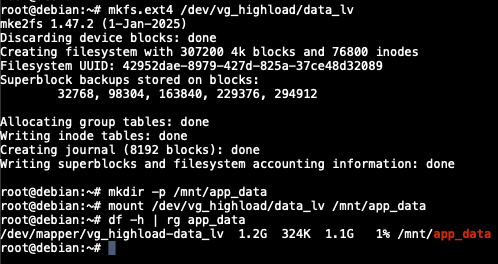 root@debian:~# mkfs.ext4 /dev/vg_highload/data_lv
mke2fs 1.47.2 (1-Jan-2025)
Discarding device blocks: done
Creating filesystem with 307200 4k blocks and 76800 inodes
Filesystem UUID: 42952dae-8979-427d-825a-37ce48d32089
Superblock backups stored on blocks:
        32768, 98304, 163840, 229376, 294912

Allocating group tables: done
Writing inode tables: done
Creating journal (8192 blocks): done
Writing superblocks and filesystem accounting information: done

root@debian:~# mkdir -p /mnt/app_data
root@debian:~# mount /dev/vg_highload/data_lv /mnt/app_data
root@debian:~# df -h | rg app_data
/dev/mapper/vg_highload-data_lv  1.2G  324K  1.1G   1% /mnt/app_data
root@debian:~#